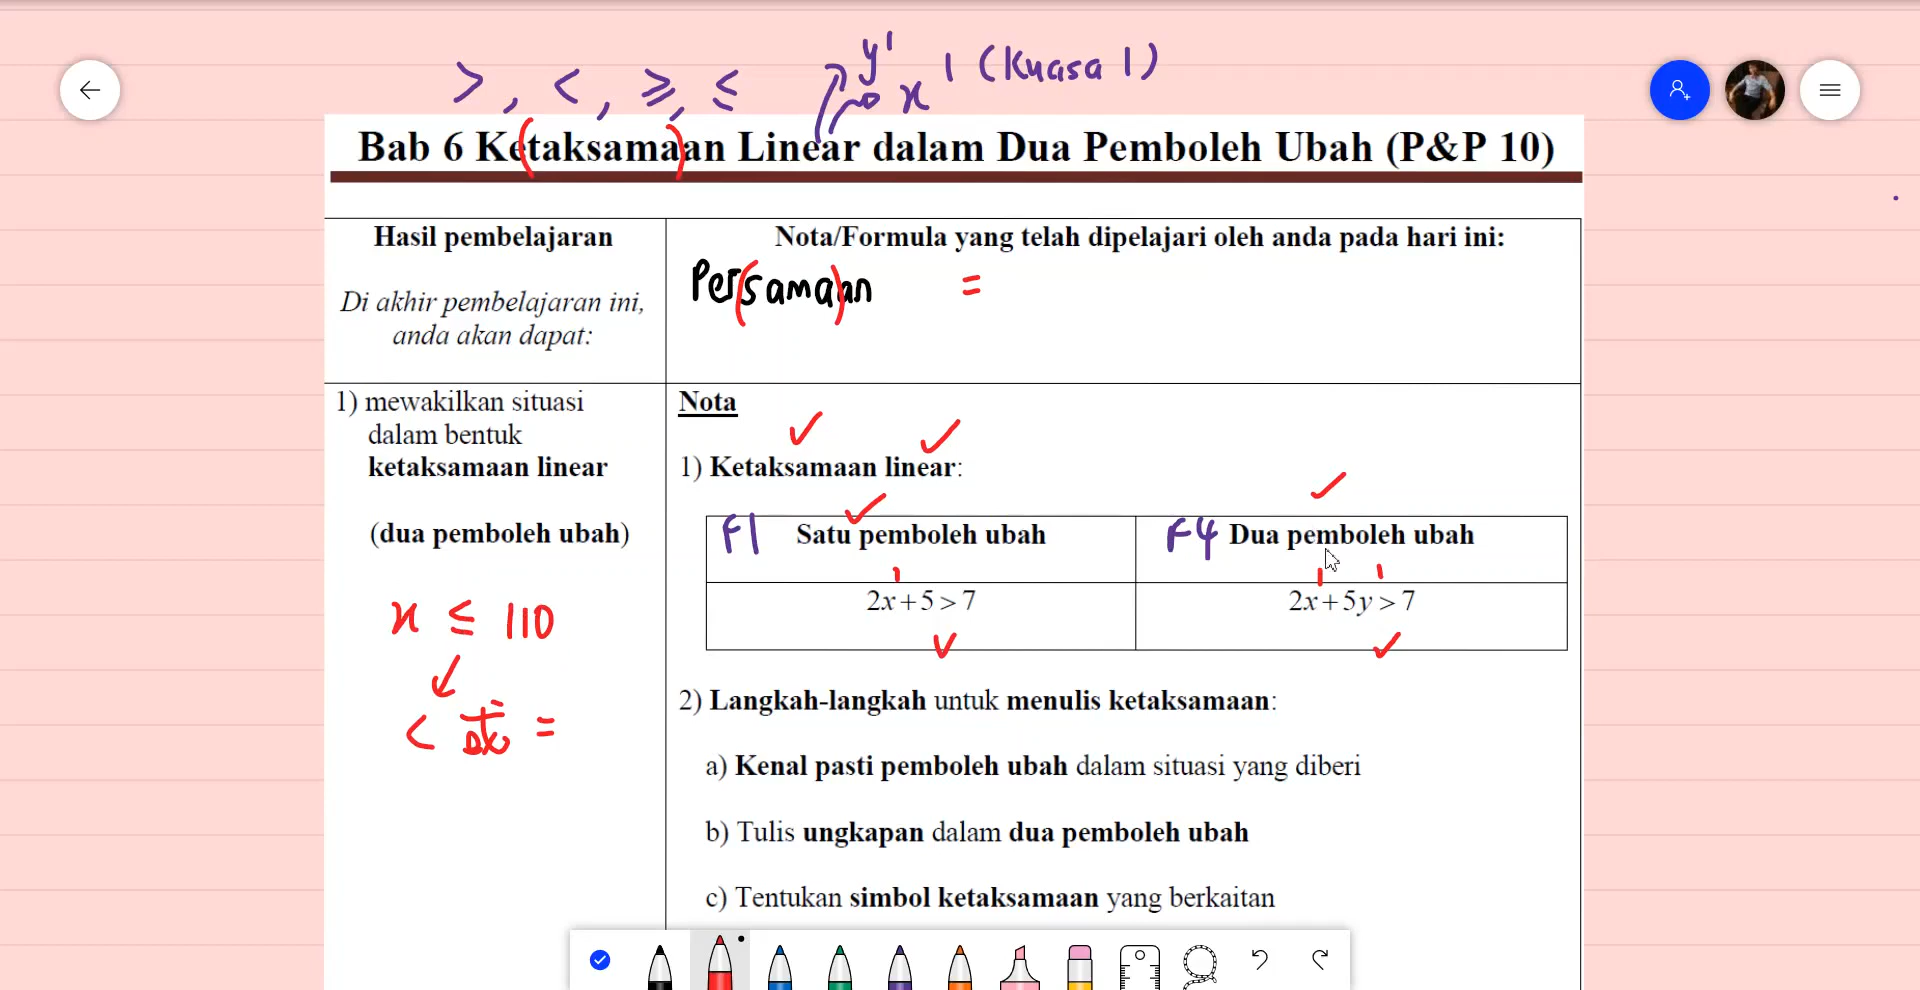 >, <, ≥, ≤ y¹ x 1 (Kuasa 1)
Bab 6 Ketaksamaan Linear dalam Dua Pemboleh Ubah (P&P 10)
Hasil pembelajaran
Di akhir pembelajaran ini,
anda akan dapat:
Nota/Formula yang telah dipelajari oleh anda pada hari ini:
Persamaan =
1) mewakilkan situasi
dalam bentuk
ketaksamaan linear
(dua pemboleh ubah)
x ≤ 110
< =
Nota
1) Ketaksamaan linear:
F1 Satu pemboleh ubah
F4 Dua pemboleh ubah
2x+5>7
2x+5y>7
2) Langkah-langkah untuk menulis ketaksamaan:
a) Kenal pasti pemboleh ubah dalam situasi yang diberi
b) Tulis ungkapan dalam dua pemboleh ubah
c) Tentukan simbol ketaksamaan yang berkaitan